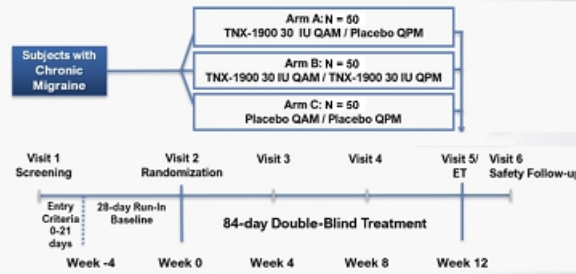 Arm A: N = 50
TNX-1900 30 IU QAM / Placebo QPM
Subjects with
Chronic
Migraine
Arm B: N = 50
TNX-1900 30 IU QAM / TNX-1900 30 IU QPM
Arm C: N = 50
Placebo QAM / Placebo QPM
Visit 1
Screening
Visit 2
Randomization
Visit 3
Visit 4
Visit 5/
ET
Visit 6
Safety Follow-up
Entry
Criteria
0-21
days
28-day Run-In
Baseline
84-day Double-Blind Treatment
Week -4
Week 0
Week 4
Week 8
Week 12